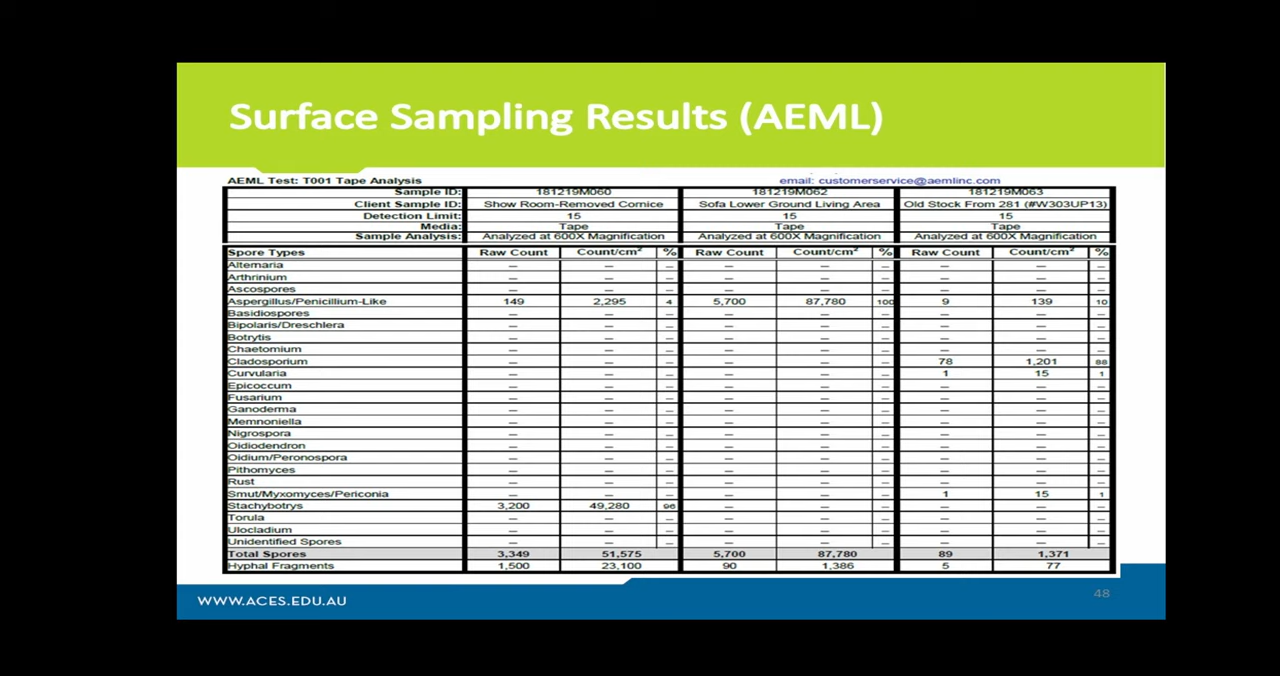 Surface Sampling Results (AEML)
AEML Test: T001 Tape Analysis email: customerservice@aemlinc.com
Sample ID: 181219M060 181219M062 181219M063
Client Sample ID: Show Room-Removed Cornice Sofa Lower Ground Living Area Old Stock From 281 (#W303UP13)
Detection Limit: 15 15 15
Media: Tape Tape Tape
Sample Analysis: Analyzed at 600X Magnification Analyzed at 600X Magnification Analyzed at 600X Magnification
Spore Types Raw Count Count/cm² % Raw Count Count/cm² % Raw Count Count/cm² %
Alternaria – – – – – – – – –
Arthrinium – – – – – – – – –
Ascospores – – – – – – – – –
Aspergillus/Penicillium-Like 149 2,295 4 5,700 87,780 100 9 139 10
Basidiospores – – – – – – – – –
Bipolaris/Dreschlera – – – – – – – – –
Botrytis – – – – – – – – –
Chaetomium – – – – – – – – –
Cladosporium – – – – – – 78 1,201 88
Curvularia – – – – – – 1 15 1
Epicoccum – – – – – – – – –
Fusarium – – – – – – – – –
Ganoderma – – – – – – – – –
Memnoniella – – – – – – – – –
Nigrospora – – – – – – – – –
Oidiodendron – – – – – – – – –
Oidium/Peronospora – – – – – – – – –
Pithomyces – – – – – – – – –
Rust – – – – – – – – –
Smut/Myxomyces/Periconia – – – – – – 1 15 1
Stachybotrys 3,200 49,280 96 – – – – – –
Torula – – – – – – – – –
Ulocladium – – – – – – – – –
Unidentified Spores – – – – – – – – –
Total Spores 3,349 51,575 5,700 87,780 89 1,371
Hyphal Fragments 1,500 23,100 90 1,386 5 77
WWW.ACES.EDU.AU 48